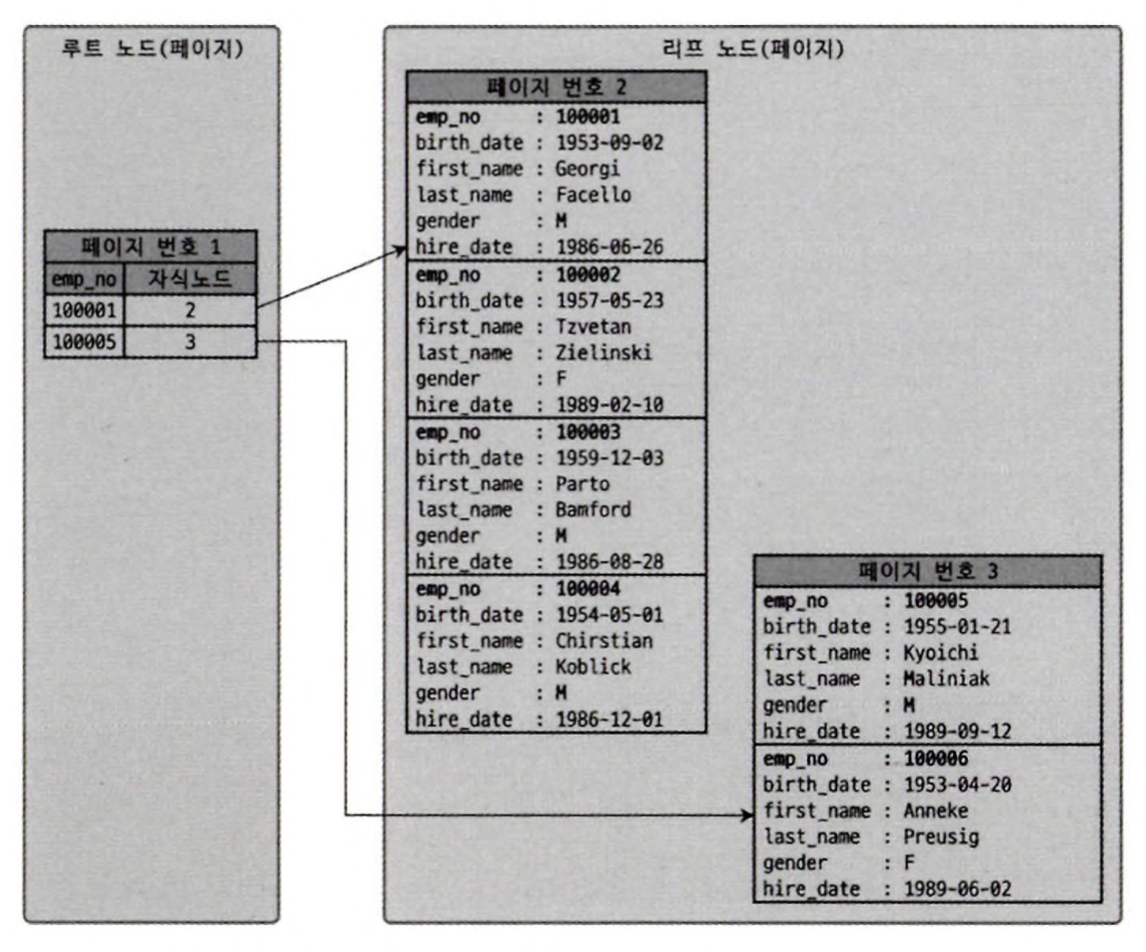 루트 노드(페이지)
페이지 번호 1
emp_no 자식노드
100001 2
100005 3
리프 노드(페이지)
페이지 번호 2
emp_no : 100001
birth_date : 1953-09-02
first_name : Georgi
last_name : Facello
gender : M
hire_date : 1986-06-26
emp_no : 100002
birth_date : 1957-05-23
first_name : Tzvetan
last_name : Zielinski
gender : F
hire_date : 1989-02-10
emp_no : 100003
birth_date : 1959-12-03
first_name : Parto
last_name : Bamford
gender : M
hire_date : 1986-08-28
emp_no : 100004
birth_date : 1954-05-01
first_name : Chirstian
last_name : Koblick
gender : M
hire_date : 1986-12-01
페이지 번호 3
emp_no : 100005
birth_date : 1955-01-21
first_name : Kyoichi
last_name : Maliniak
gender : M
hire_date : 1989-09-12
emp_no : 100006
birth_date : 1953-04-20
first_name : Anneke
last_name : Preusig
gender : F
hire_date : 1989-06-02